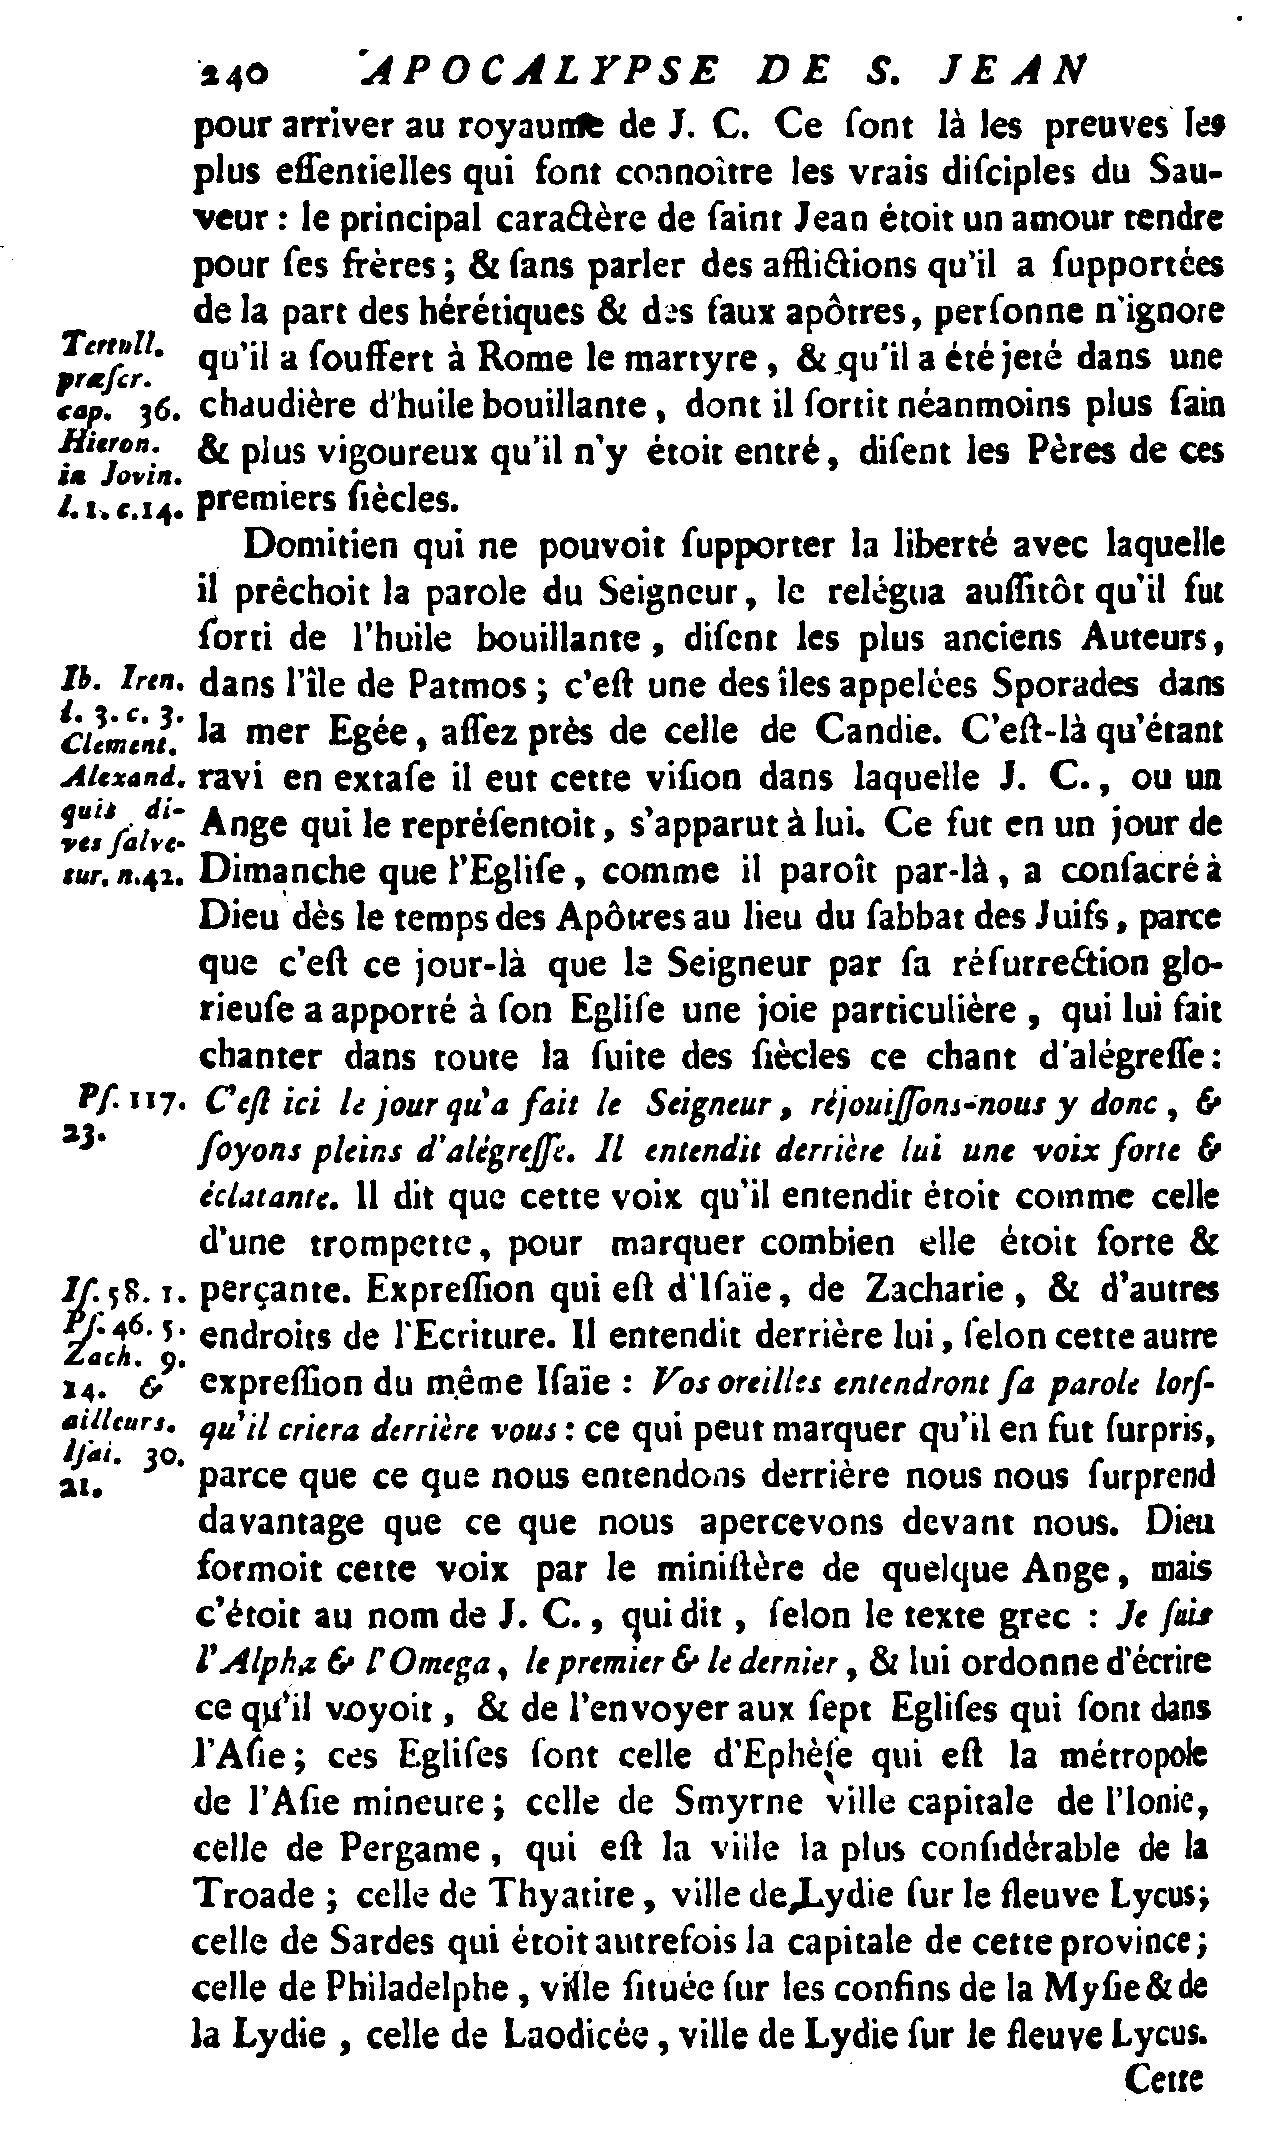 240 APOCALYPSE DE S. JEAN
pour arriver au royaume de J. C. Ce ſont là les preuves les
plus eſſentielles qui font connoître les vrais diſciples du Sau-
veur : le principal caractère de ſaint Jean étoit un amour tendre
pour ſes frères ; & ſans parler des afflictions qu'il a ſupportées
de la part des hérétiques & des faux apôtres, perſonne n'ignore
Tertull.
præſcr.
cap. 36.
Hieron.
in Jovin.
l. 1. c. 14.
qu'il a ſouffert à Rome le martyre, & qu'il a été jeté dans une
chaudière d'huile bouillante, dont il ſortit néanmoins plus ſain
& plus vigoureux qu'il n'y étoit entré, diſent les Pères de ces
premiers ſiècles.
Domitien qui ne pouvoit ſupporter la liberté avec laquelle
il prêchoit la parole du Seigneur, le relégua auſſitôt qu'il fut
ſorti de l'huile bouillante, diſent les plus anciens Auteurs,
Ib. Iren.
l. 3. c. 3.
Clement.
Alexand.
quis di-
ves ſalve-
tur. n. 42.
dans l'île de Patmos ; c'eſt une des îles appelées Sporades dans
la mer Egée, aſſez près de celle de Candie. C'eſt-là qu'étant
ravi en extaſe il eut cette viſion dans laquelle J. C., ou un
Ange qui le repréſentoit, s'apparut à lui. Ce fut en un jour de
Dimanche que l'Egliſe, comme il paroît par-là, a conſacré à
Dieu dès le temps des Apôtres au lieu du ſabbat des Juifs, parce
que c'eſt ce jour-là que le Seigneur par ſa réſurrection glo-
rieuſe a apporté à ſon Egliſe une joie particulière, qui lui fait
chanter dans toute la ſuite des ſiècles ce chant d'alégreſſe :
Pſ. 117.
23.
C'eſt ici le jour qu'a fait le Seigneur, réjouiſſons-nous y donc, &
ſoyons pleins d'alégreſſe. Il entendit derrière lui une voix forte &
éclatante. Il dit que cette voix qu'il entendit étoit comme celle
d'une trompette, pour marquer combien elle étoit forte &
Iſ. 58. 1.
Pſ. 46. 5.
Zach. 9.
14. &
ailleurs.
Iſai. 30.
21.
perçante. Expreſſion qui eſt d'Iſaïe, de Zacharie, & d'autres
endroits de l'Ecriture. Il entendit derrière lui, ſelon cette autre
expreſſion du même Iſaïe : Vos oreilles entendront ſa parole lorſ-
qu'il criera derrière vous : ce qui peut marquer qu'il en fut ſurpris,
parce que ce que nous entendons derrière nous nous ſurprend
davantage que ce que nous apercevons devant nous. Dieu
formoit cette voix par le miniſtère de quelque Ange, mais
c'étoit au nom de J. C., qui dit, ſelon le texte grec : Je ſuis
l'Alpha & l'Omega, le premier & le dernier, & lui ordonne d'écrire
ce qu'il voyoit, & de l'envoyer aux ſept Egliſes qui ſont dans
l'Aſie ; ces Egliſes ſont celle d'Ephèſe qui eſt la métropole
de l'Aſie mineure ; celle de Smyrne ville capitale de l'Ionie,
celle de Pergame, qui eſt la ville la plus conſidérable de la
Troade ; celle de Thyatire, ville de Lydie ſur le fleuve Lycus ;
celle de Sardes qui étoit autrefois la capitale de cette province ;
celle de Philadelphe, ville ſituée ſur les confins de la Myſie & de
la Lydie, celle de Laodicée, ville de Lydie ſur le fleuve Lycus.
Cette